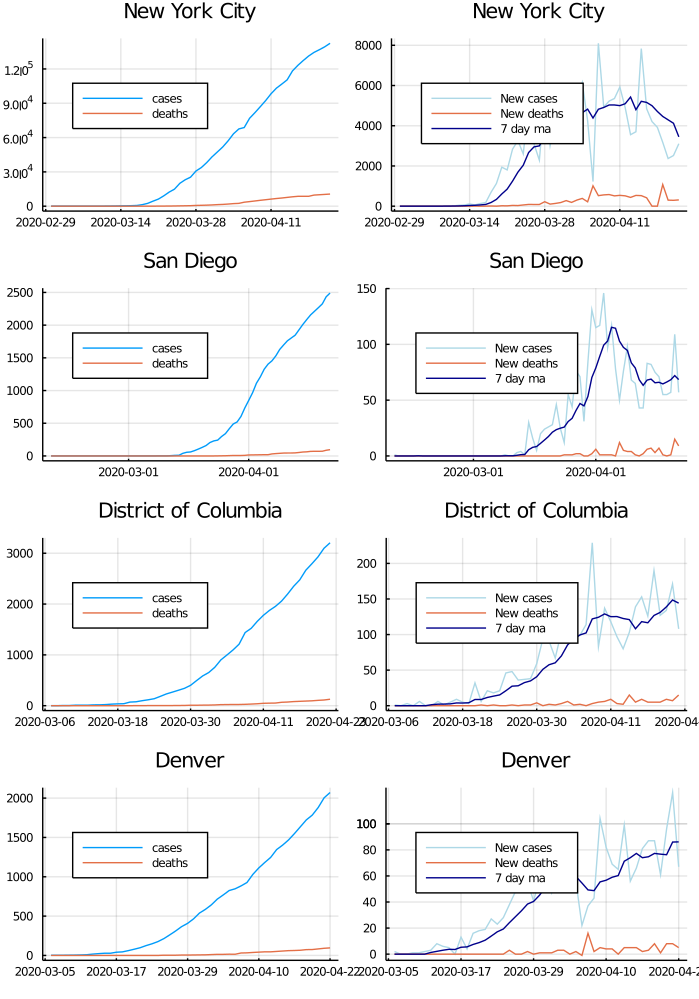 New York City
New York City
1.2|0^5
9.0|0^4
6.0|0^4
3.0|0^4
0
cases
deaths
2020-02-29 2020-03-14 2020-03-28 2020-04-11
8000
6000
4000
2000
0
New cases
New deaths
7 day ma
2020-02-29 2020-03-14 2020-03-28 2020-04-11
San Diego
San Diego
2500
2000
1500
1000
500
0
cases
deaths
2020-03-01 2020-04-01
150
100
50
0
New cases
New deaths
7 day ma
2020-03-01 2020-04-01
District of Columbia
District of Columbia
3000
2000
1000
0
cases
deaths
2020-03-06 2020-03-18 2020-03-30 2020-04-11
200
150
100
50
0
New cases
New deaths
7 day ma
2020-03-06 2020-03-18 2020-03-30 2020-04-11 2020-04-
Denver
Denver
2000
1500
1000
500
0
cases
deaths
2020-03-05 2020-03-17 2020-03-29 2020-04-10 2020-04-22
100
80
60
40
20
0
New cases
New deaths
7 day ma
2020-03-05 2020-03-17 2020-03-29 2020-04-10 2020-04-2